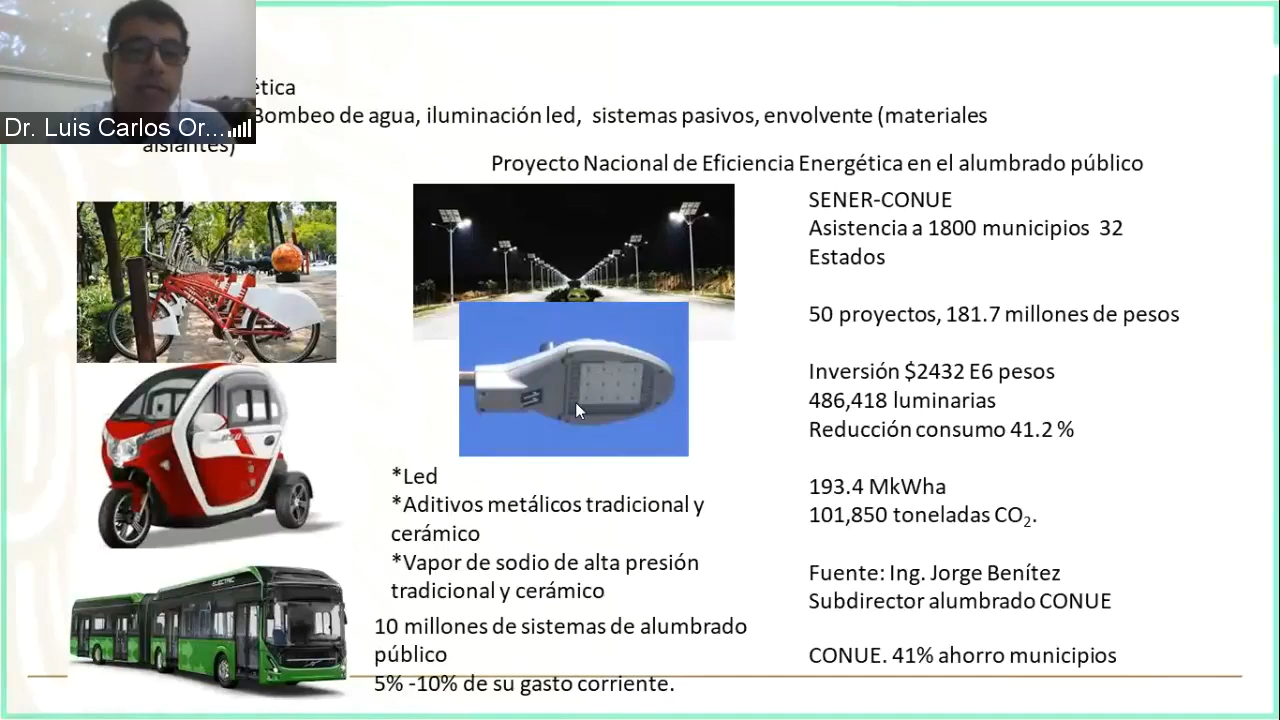 ética
Bombeo de agua, iluminación led, sistemas pasivos, envolvente (materiales
Dr. Luis Carlos Or...
aislantes)
Proyecto Nacional de Eficiencia Energética en el alumbrado público
SENER-CONUE
Asistencia a 1800 municipios 32
Estados
50 proyectos, 181.7 millones de pesos
Inversión $2432 E6 pesos
486,418 luminarias
Reducción consumo 41.2 %
193.4 MkWha
101,850 toneladas CO2.
Fuente: Ing. Jorge Benítez
Subdirector alumbrado CONUE
CONUE. 41% ahorro municipios
*Led
*Aditivos metálicos tradicional y
cerámico
*Vapor de sodio de alta presión
tradicional y cerámico
10 millones de sistemas de alumbrado
público
5% -10% de su gasto corriente.
ELECTRIC